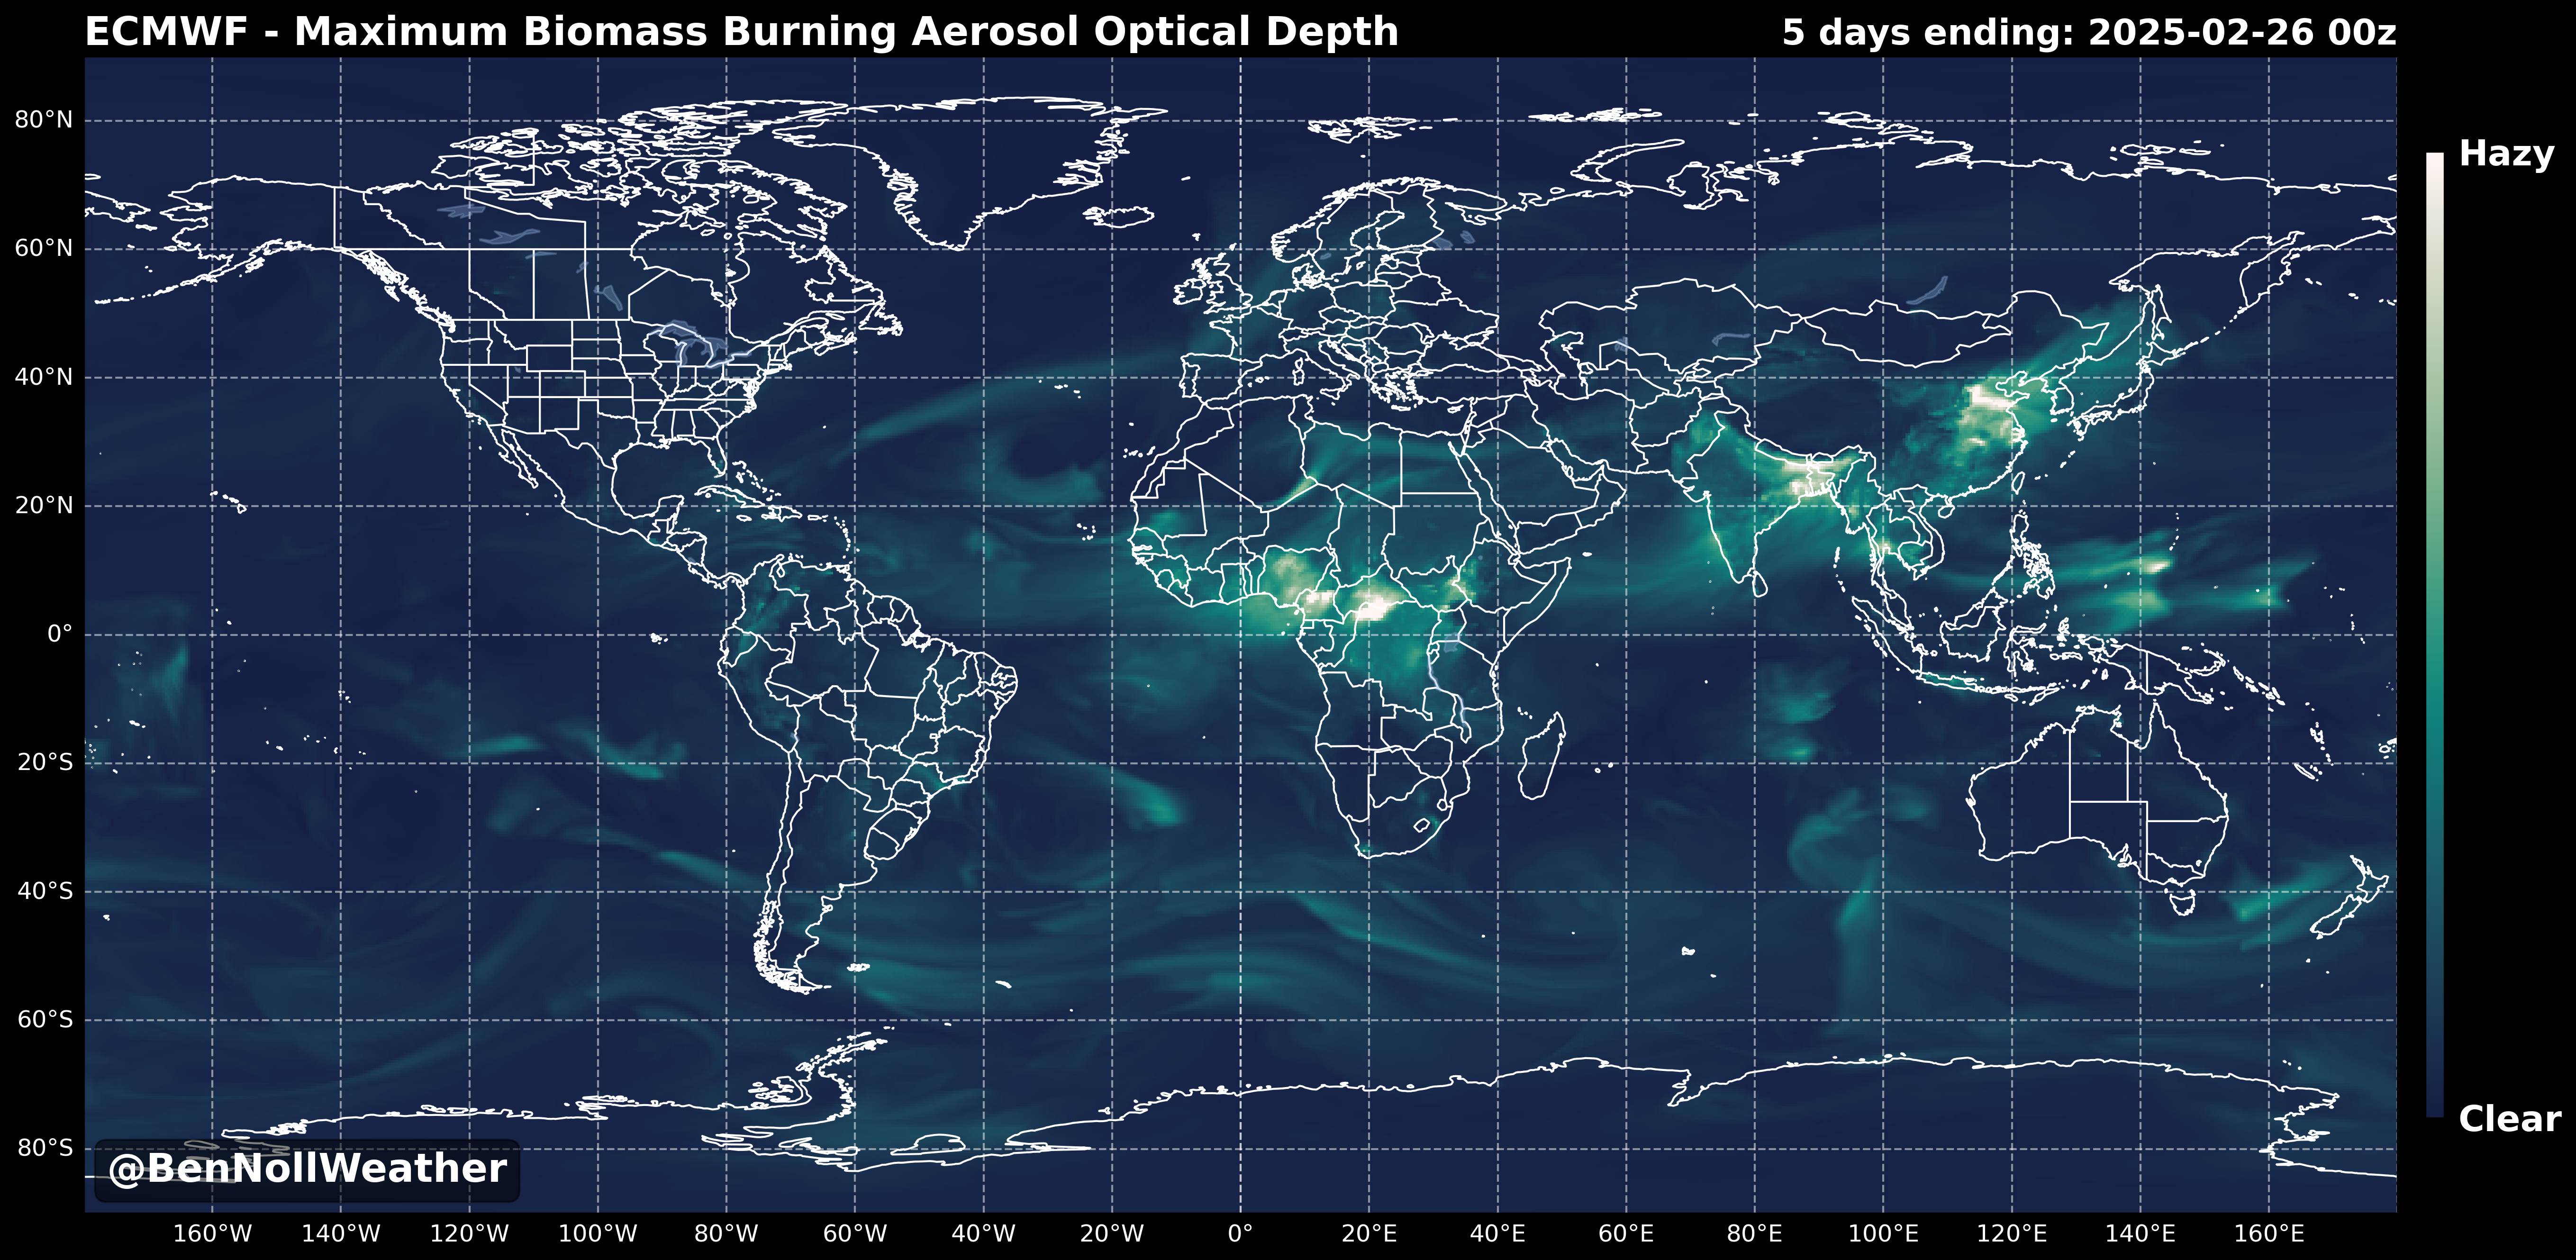 ECMWF - Maximum Biomass Burning Aerosol Optical Depth
5 days ending: 2025-02-26 00z
Hazy
80°N
60°N
40°N
20°N
0°
20°S
40°S
60°S
80°S
Clear
@BenNollWeather
160°W 140°W 120°W 100°W 80°W 60°W 40°W 20°W 0° 20°E 40°E 60°E 80°E 100°E 120°E 140°E 160°E